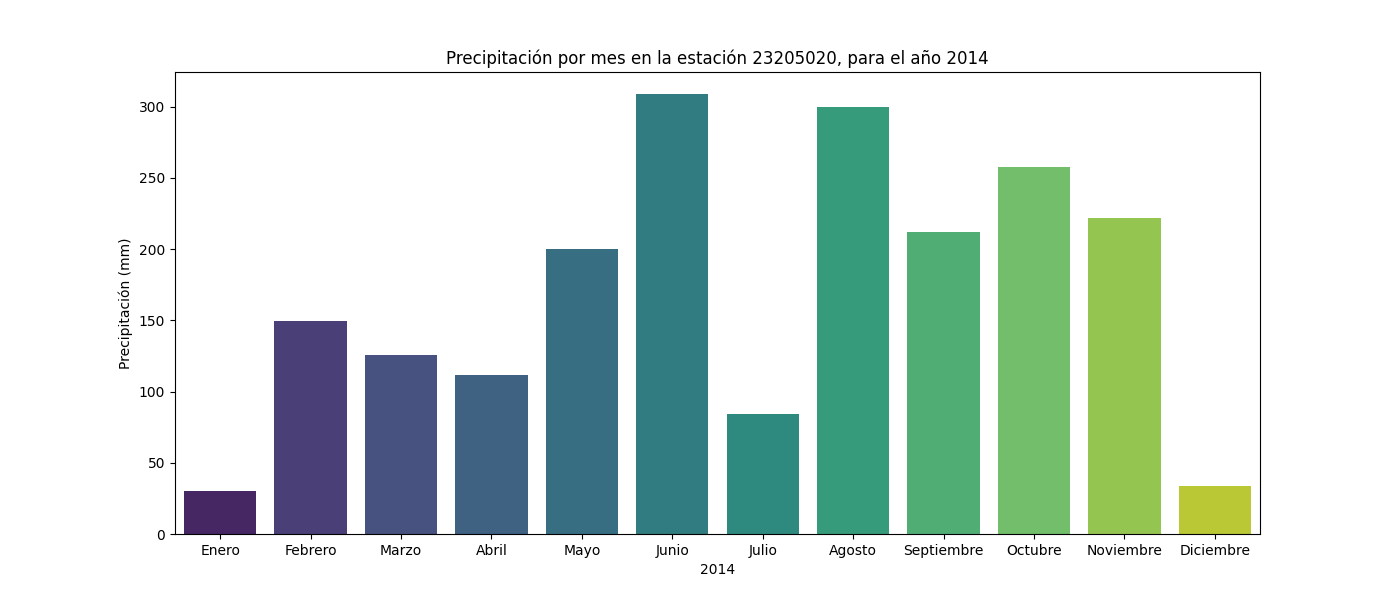 Precipitación por mes en la estación 23205020, para el año 2014
Precipitación (mm)
300
250
200
150
100
50
0
Enero Febrero Marzo Abril Mayo Junio Julio Agosto Septiembre Octubre Noviembre Diciembre
2014